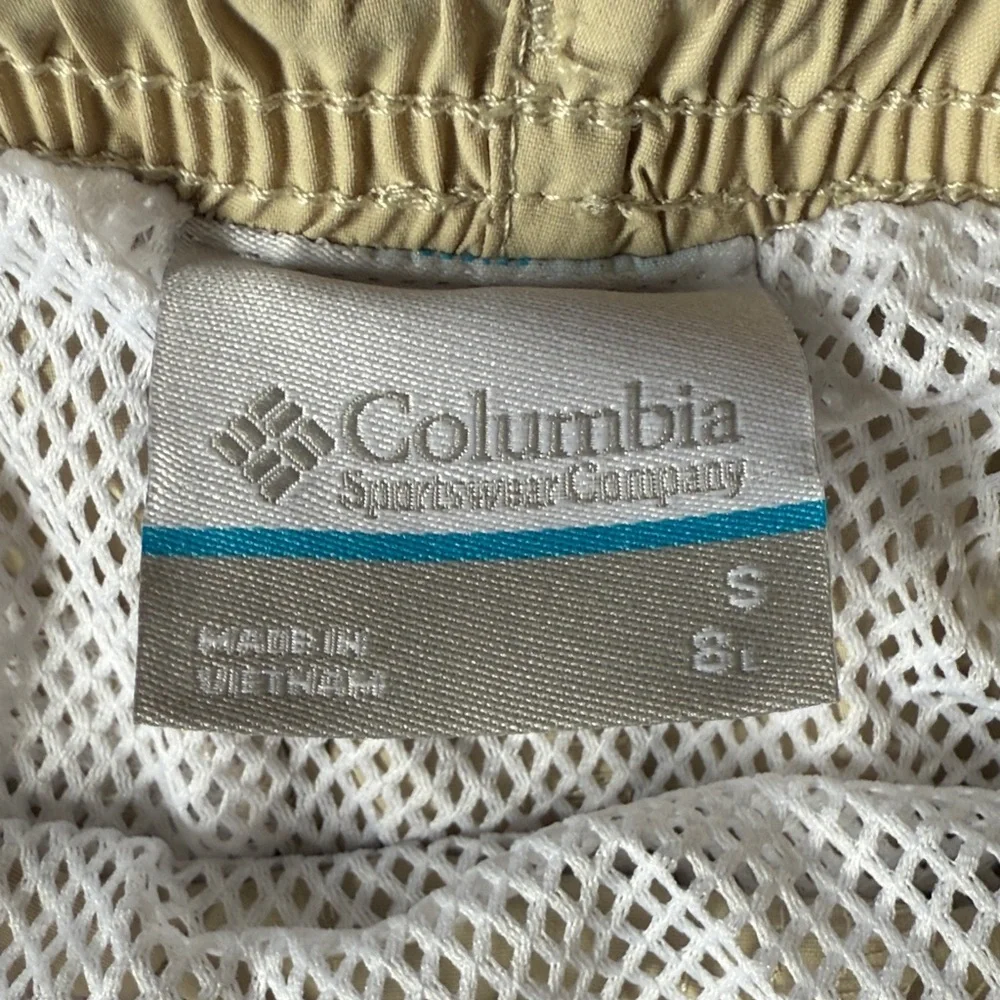 Columbia
Sportswear Company
S
8L
MADE IN
VIETNAM